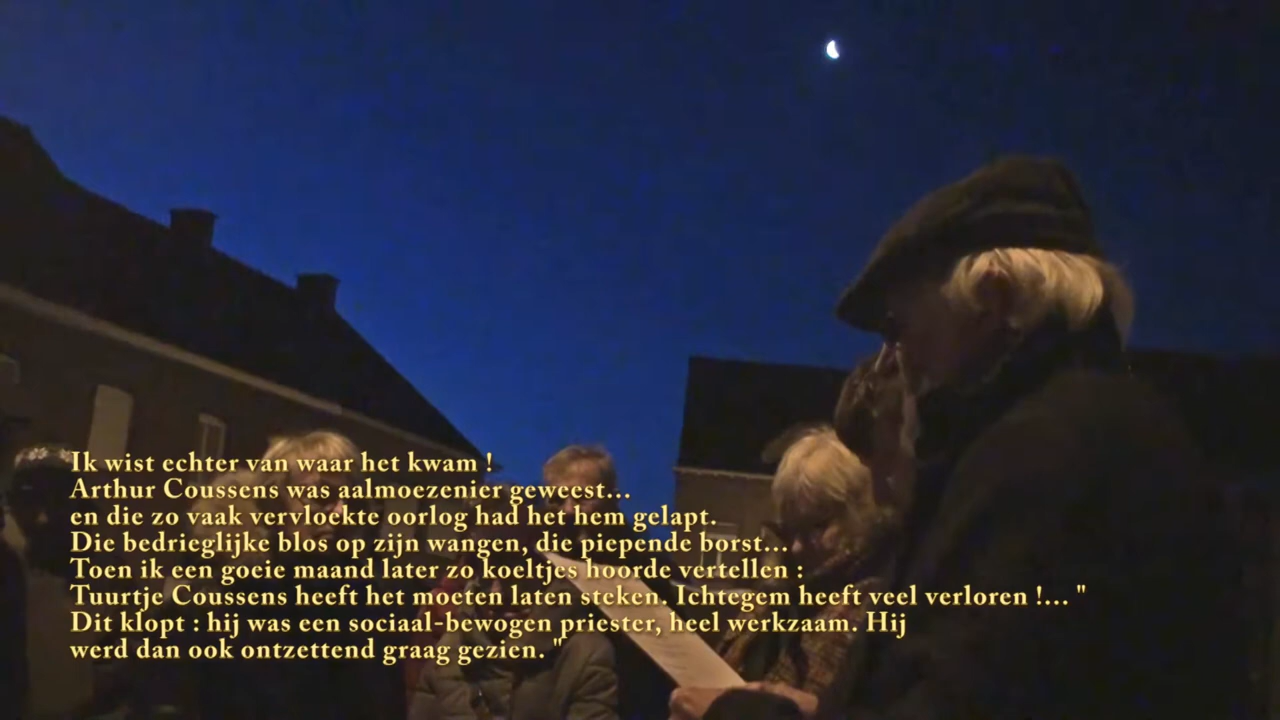 Ik wist echter van waar het kwam !
Arthur Coussens was aalmoezenier geweest...
en die zo vaak vervloekte oorlog had het hem gelapt.
Die bedrieglijke blos op zijn wangen, die piepende borst...
Toen ik een goeie maand later zo koeltjes hoorde vertellen :
Tuurtje Coussens heeft het moeten laten steken. Ichtegem heeft veel verloren !... "
Dit klopt : hij was een sociaal-bewogen priester, heel werkzaam. Hij
werd dan ook ontzettend graag gezien. "